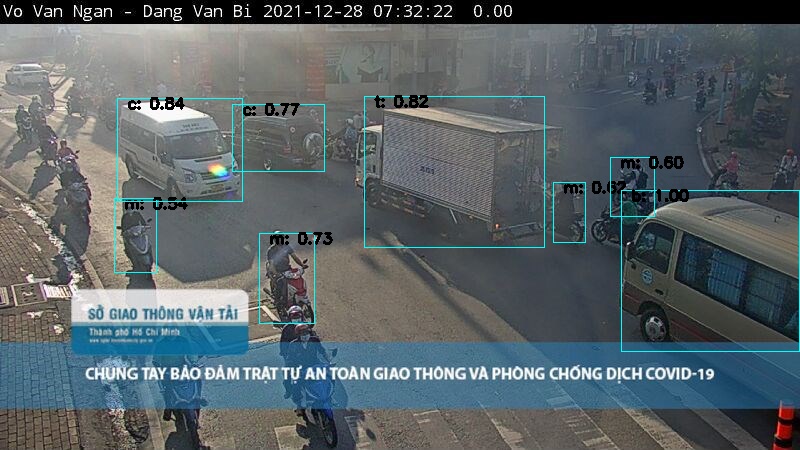 Vo Van Ngan - Dang Van Bi 2021-12-28 07:32:22 0.00
c: 0.84
c: 0.77
t: 0.82
m: 0.60
m: 0.62
b: 1.00
m: 0.54
m: 0.73
SỞ GIAO THÔNG VẬN TẢI
Thành phố Hồ Chí Minh
CHUNG TAY BẢO ĐẢM TRẬT TỰ AN TOÀN GIAO THÔNG VÀ PHÒNG CHỐNG DỊCH COVID-19